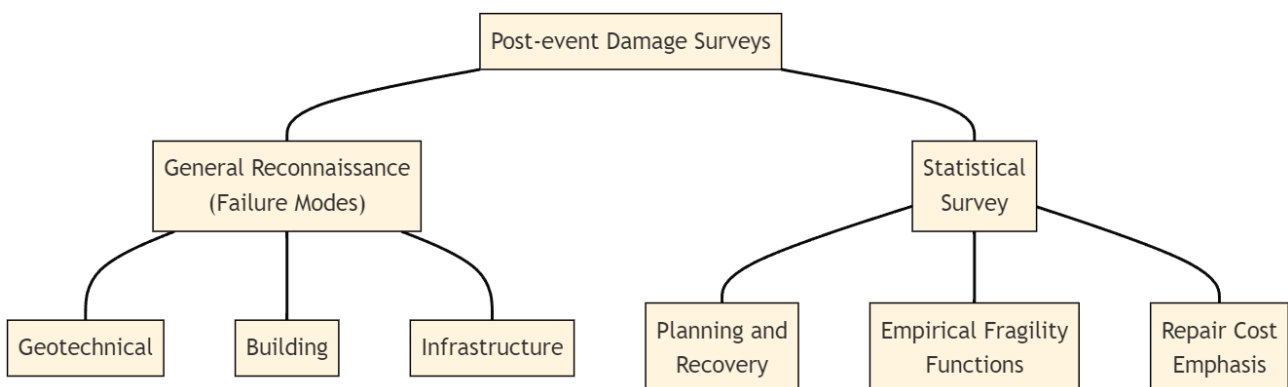 Post-event Damage Surveys
General Reconnaissance
(Failure Modes)
Statistical
Survey
Geotechnical
Building
Infrastructure
Planning and
Recovery
Empirical Fragility
Functions
Repair Cost
Emphasis